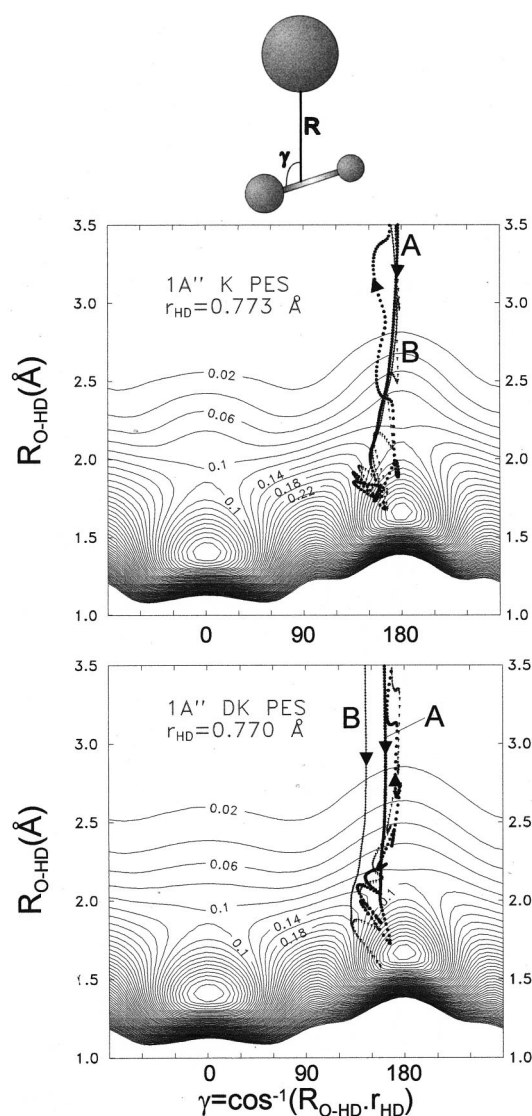 R
γ
3.5 3.5
A
1A'' K PES
r_HD=0.773 Å
3.0 3.0
B
R_O-HD(Å)
2.5 2.5
0.02
0.06
2.0 2.0
0.1
0.14
0.18
0.22
0.1
1.5 1.5
1.0 1.0
0 90 180
3.5 3.5
1A'' DK PES
r_HD=0.770 Å
B A
3.0 3.0
R_O-HD(Å)
2.5 2.5
0.02
0.06
2.0 2.0
0.1
0.14
0.1
0.18
1.5 1.5
1.0 1.0
0 90 180
γ=cos⁻¹(R_O-HD.r_HD)